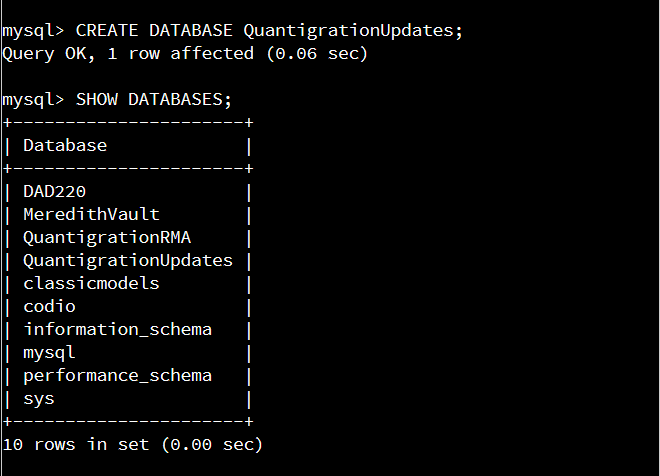 mysql> CREATE DATABASE QuantigrationUpdates;
Query OK, 1 row affected (0.06 sec)
mysql> SHOW DATABASES;
+----------------------+
| Database             |
+----------------------+
| DAD220               |
| MeredithVault        |
| QuantigrationRMA     |
| QuantigrationUpdates |
| classicmodels        |
| codio                |
| information_schema   |
| mysql                |
| performance_schema   |
| sys                  |
+----------------------+
10 rows in set (0.00 sec)